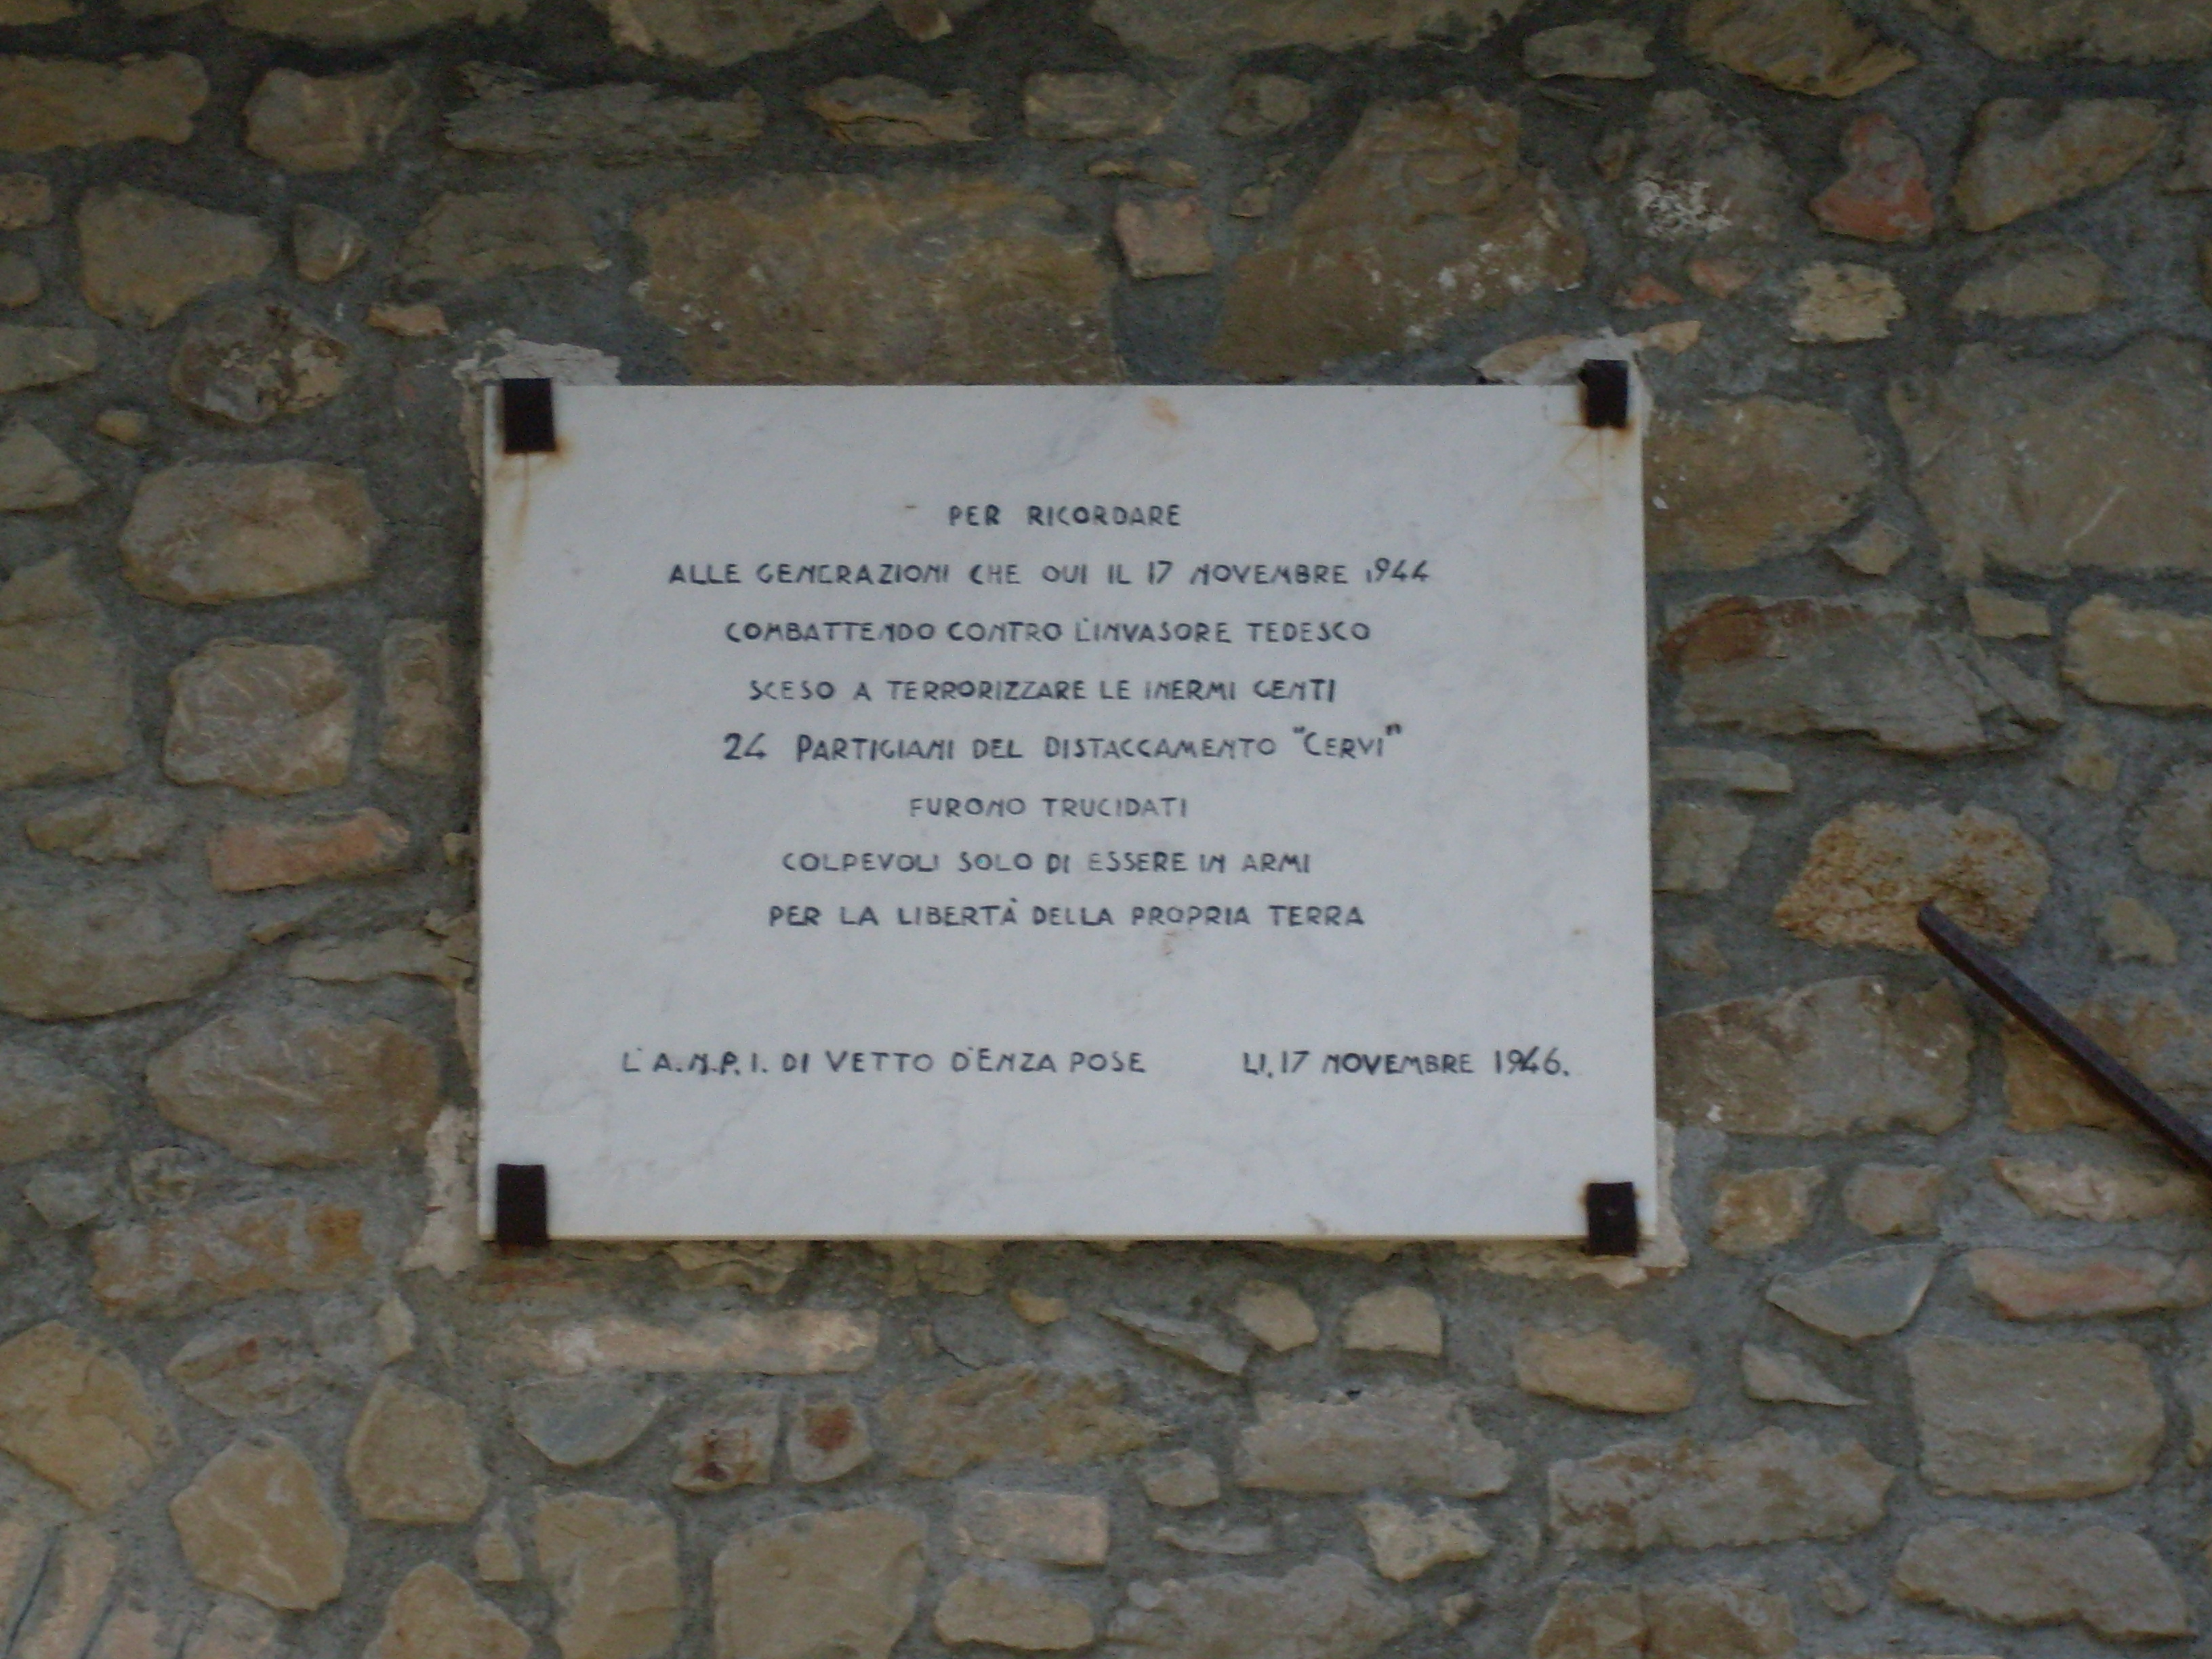 PER RICORDARE
ALLE GENERAZIONI CHE QUI IL 17 NOVEMBRE 1944
COMBATTENDO CONTRO L'INVASORE TEDESCO
SCESO A TERRORIZZARE LE INERMI GENTI
24 PARTIGIANI DEL DISTACCAMENTO "CERVI"
FURONO TRUCIDATI
COLPEVOLI SOLO DI ESSERE IN ARMI
PER LA LIBERTÀ DELLA PROPRIA TERRA
L'A.N.P.I. DI VETTO D'ENZA POSE LI, 17 NOVEMBRE 1946.